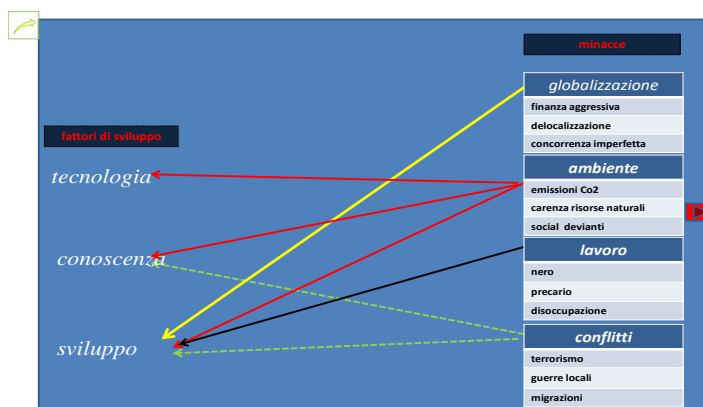 minacce
globalizzazione
finanza aggressiva
delocalizzazione
concorrenza imperfetta
fattori di sviluppo
tecnologia
ambiente
emissioni Co2
carenza risorse naturali
social devianti
conoscenza
lavoro
nero
precario
disoccupazione
sviluppo
conflitti
terrorismo
guerre locali
migrazioni